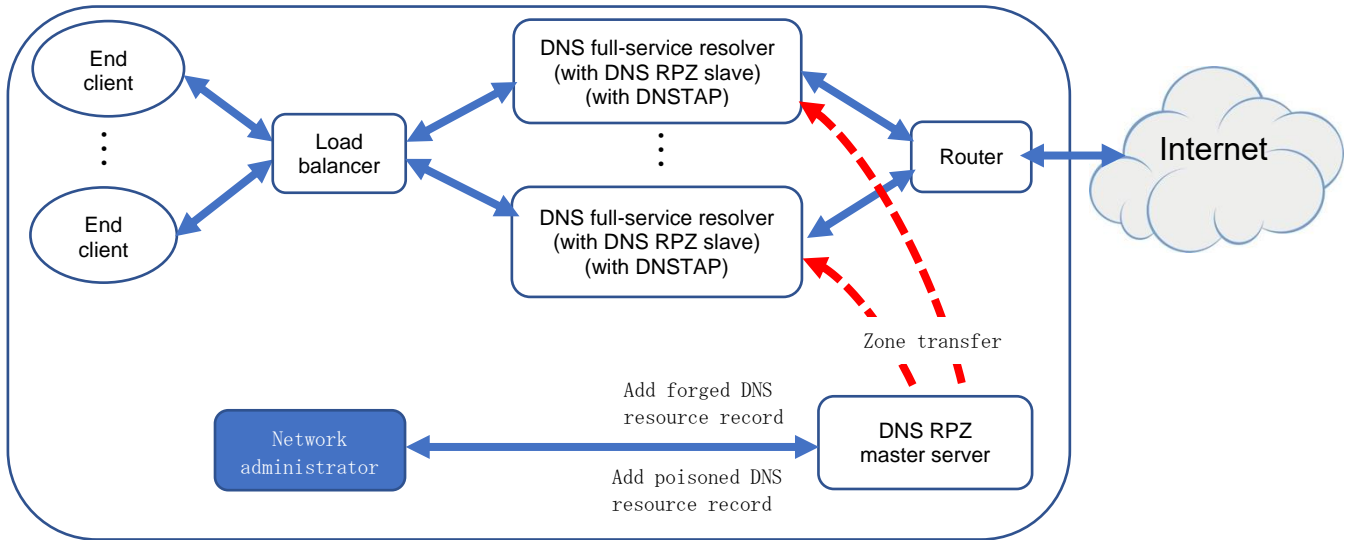 End
client
End
client
Load
balancer
DNS full-service resolver
(with DNS RPZ slave)
(with DNSTAP)
DNS full-service resolver
(with DNS RPZ slave)
(with DNSTAP)
Router
Internet
Zone transfer
Add forged DNS
resource record
Network
administrator
DNS RPZ
master server
Add poisoned DNS
resource record